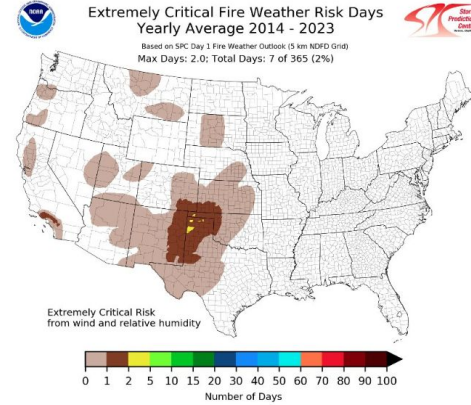 NOAA
Extremely Critical Fire Weather Risk Days
Yearly Average 2014 - 2023
Based on SPC Day 1 Fire Weather Outlook (5 km NDFD Grid)
Max Days: 2.0; Total Days: 7 of 365 (2%)
Extremely Critical Risk
from wind and relative humidity
0 1 2 5 10 15 20 30 40 50 60 70 80 90 100
Number of Days